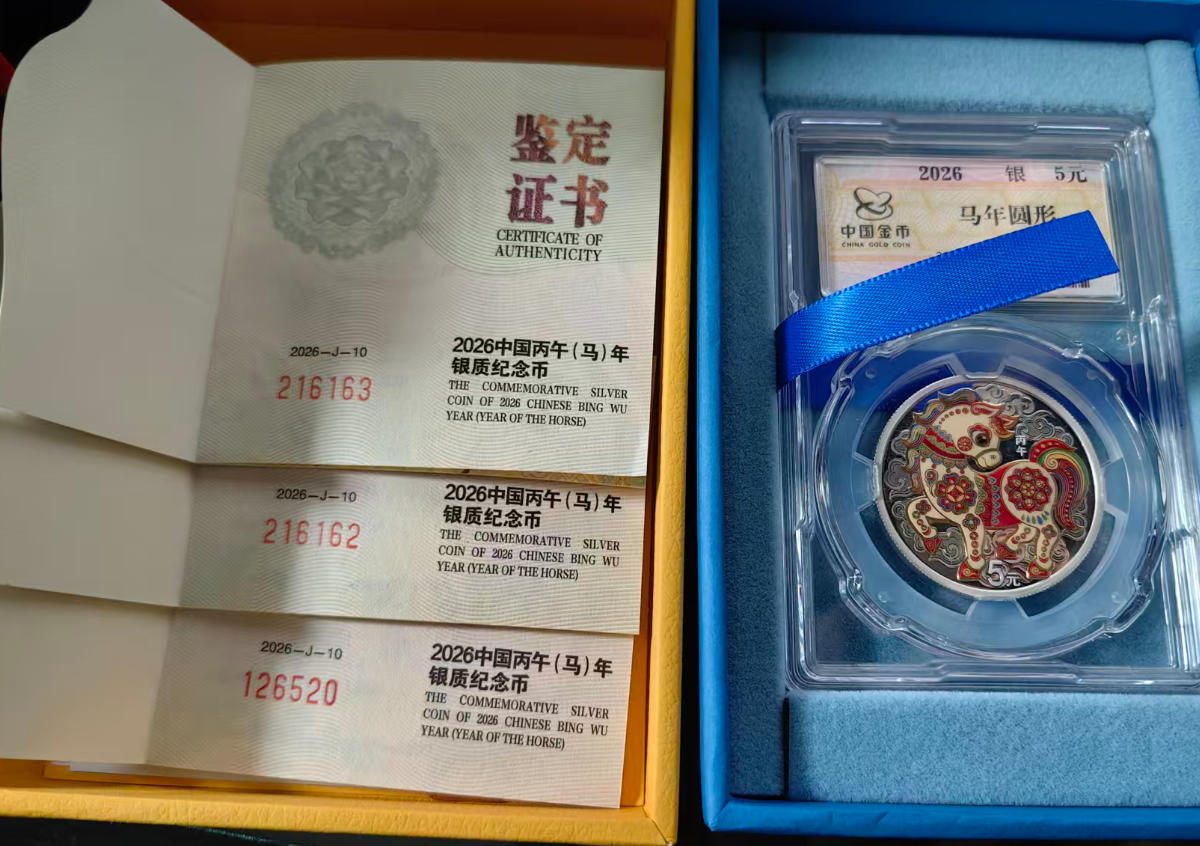 鉴定
证书
CERTIFICATE OF
AUTHENTICITY
2026-J-10
216163
2026中国丙午(马)年
银质纪念币
THE COMMEMORATIVE SILVER
COIN OF 2026 CHINESE BING WU
YEAR (YEAR OF THE HORSE)
2026-J-10
216162
2026中国丙午(马)年
银质纪念币
THE COMMEMORATIVE SILVER
COIN OF 2026 CHINESE BING WU
YEAR (YEAR OF THE HORSE)
2026-J-10
126520
2026中国丙午(马)年
银质纪念币
THE COMMEMORATIVE SILVER
COIN OF 2026 CHINESE BING WU
YEAR (YEAR OF THE HORSE)
2026 银 5元
中国金币
CHINA GOLD COIN
马年圆形
丙午
5元